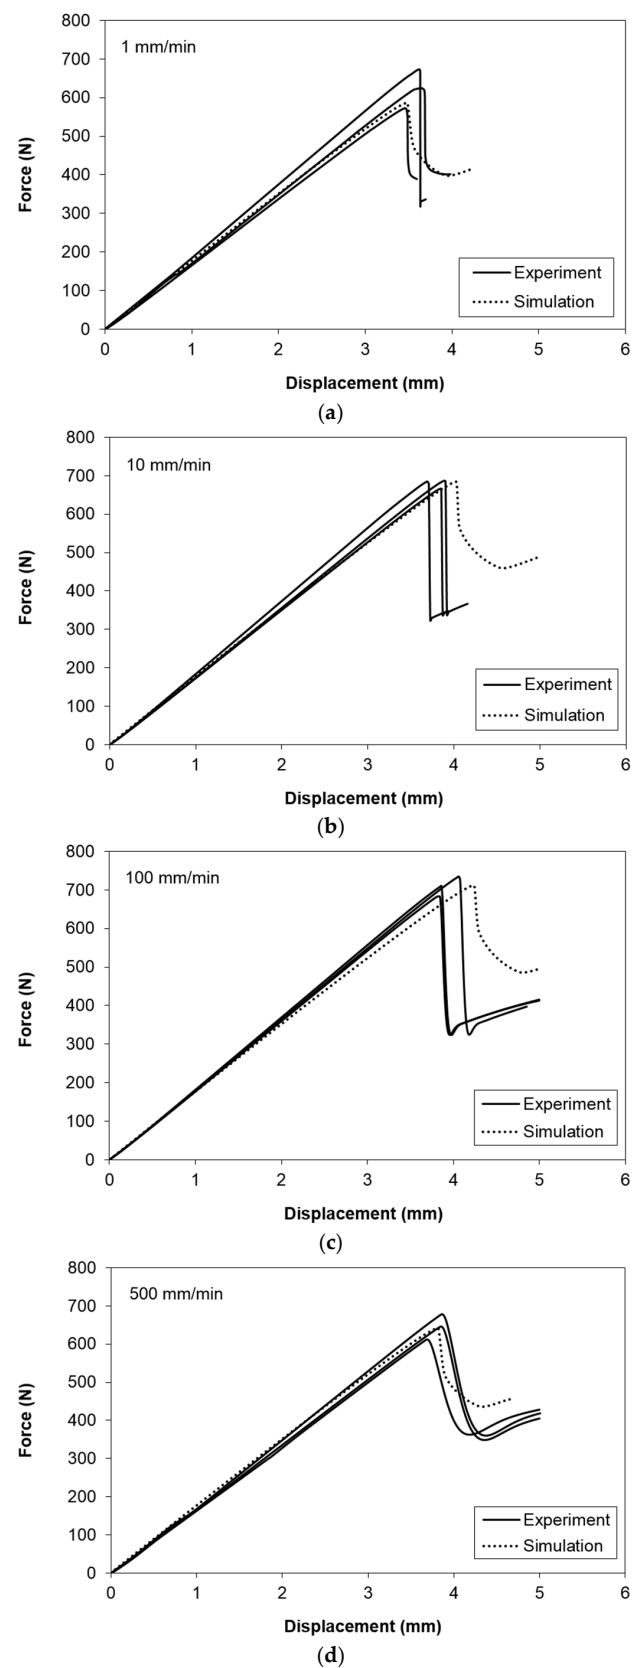 800
1 mm/min
700
600
500
400
300
200
100
0
Force (N)
Experiment
Simulation
0 1 2 3 4 5 6
Displacement (mm)
(a)
800
10 mm/min
700
600
500
400
300
200
100
0
Force (N)
Experiment
Simulation
0 1 2 3 4 5 6
Displacement (mm)
(b)
800
100 mm/min
700
600
500
400
300
200
100
0
Force (N)
Experiment
Simulation
0 1 2 3 4 5 6
Displacement (mm)
(c)
800
500 mm/min
700
600
500
400
300
200
100
0
Force (N)
Experiment
Simulation
0 1 2 3 4 5 6
Displacement (mm)
(d)